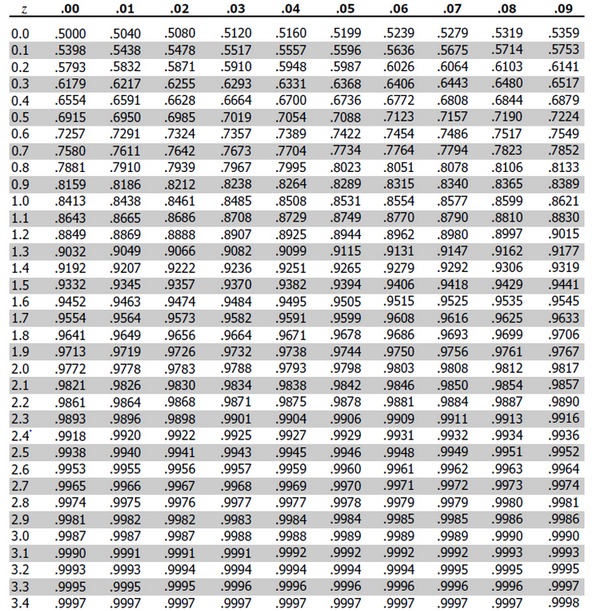 z .00 .01 .02 .03 .04 .05 .06 .07 .08 .09
0.0 .5000 .5040 .5080 .5120 .5160 .5199 .5239 .5279 .5319 .5359
0.1 .5398 .5438 .5478 .5517 .5557 .5596 .5636 .5675 .5714 .5753
0.2 .5793 .5832 .5871 .5910 .5948 .5987 .6026 .6064 .6103 .6141
0.3 .6179 .6217 .6255 .6293 .6331 .6368 .6406 .6443 .6480 .6517
0.4 .6554 .6591 .6628 .6664 .6700 .6736 .6772 .6808 .6844 .6879
0.5 .6915 .6950 .6985 .7019 .7054 .7088 .7123 .7157 .7190 .7224
0.6 .7257 .7291 .7324 .7357 .7389 .7422 .7454 .7486 .7517 .7549
0.7 .7580 .7611 .7642 .7673 .7704 .7734 .7764 .7794 .7823 .7852
0.8 .7881 .7910 .7939 .7967 .7995 .8023 .8051 .8078 .8106 .8133
0.9 .8159 .8186 .8212 .8238 .8264 .8289 .8315 .8340 .8365 .8389
1.0 .8413 .8438 .8461 .8485 .8508 .8531 .8554 .8577 .8599 .8621
1.1 .8643 .8665 .8686 .8708 .8729 .8749 .8770 .8790 .8810 .8830
1.2 .8849 .8869 .8888 .8907 .8925 .8944 .8962 .8980 .8997 .9015
1.3 .9032 .9049 .9066 .9082 .9099 .9115 .9131 .9147 .9162 .9177
1.4 .9192 .9207 .9222 .9236 .9251 .9265 .9279 .9292 .9306 .9319
1.5 .9332 .9345 .9357 .9370 .9382 .9394 .9406 .9418 .9429 .9441
1.6 .9452 .9463 .9474 .9484 .9495 .9505 .9515 .9525 .9535 .9545
1.7 .9554 .9564 .9573 .9582 .9591 .9599 .9608 .9616 .9625 .9633
1.8 .9641 .9649 .9656 .9664 .9671 .9678 .9686 .9693 .9699 .9706
1.9 .9713 .9719 .9726 .9732 .9738 .9744 .9750 .9756 .9761 .9767
2.0 .9772 .9778 .9783 .9788 .9793 .9798 .9803 .9808 .9812 .9817
2.1 .9821 .9826 .9830 .9834 .9838 .9842 .9846 .9850 .9854 .9857
2.2 .9861 .9864 .9868 .9871 .9875 .9878 .9881 .9884 .9887 .9890
2.3 .9893 .9896 .9898 .9901 .9904 .9906 .9909 .9911 .9913 .9916
2.4 .9918 .9920 .9922 .9925 .9927 .9929 .9931 .9932 .9934 .9936
2.5 .9938 .9940 .9941 .9943 .9945 .9946 .9948 .9949 .9951 .9952
2.6 .9953 .9955 .9956 .9957 .9959 .9960 .9961 .9962 .9963 .9964
2.7 .9965 .9966 .9967 .9968 .9969 .9970 .9971 .9972 .9973 .9974
2.8 .9974 .9975 .9976 .9977 .9977 .9978 .9979 .9979 .9980 .9981
2.9 .9981 .9982 .9982 .9983 .9984 .9984 .9985 .9985 .9986 .9986
3.0 .9987 .9987 .9987 .9988 .9988 .9989 .9989 .9989 .9990 .9990
3.1 .9990 .9991 .9991 .9991 .9992 .9992 .9992 .9992 .9993 .9993
3.2 .9993 .9993 .9994 .9994 .9994 .9994 .9994 .9995 .9995 .9995
3.3 .9995 .9995 .9995 .9996 .9996 .9996 .9996 .9996 .9996 .9997
3.4 .9997 .9997 .9997 .9997 .9997 .9997 .9997 .9997 .9997 .9998